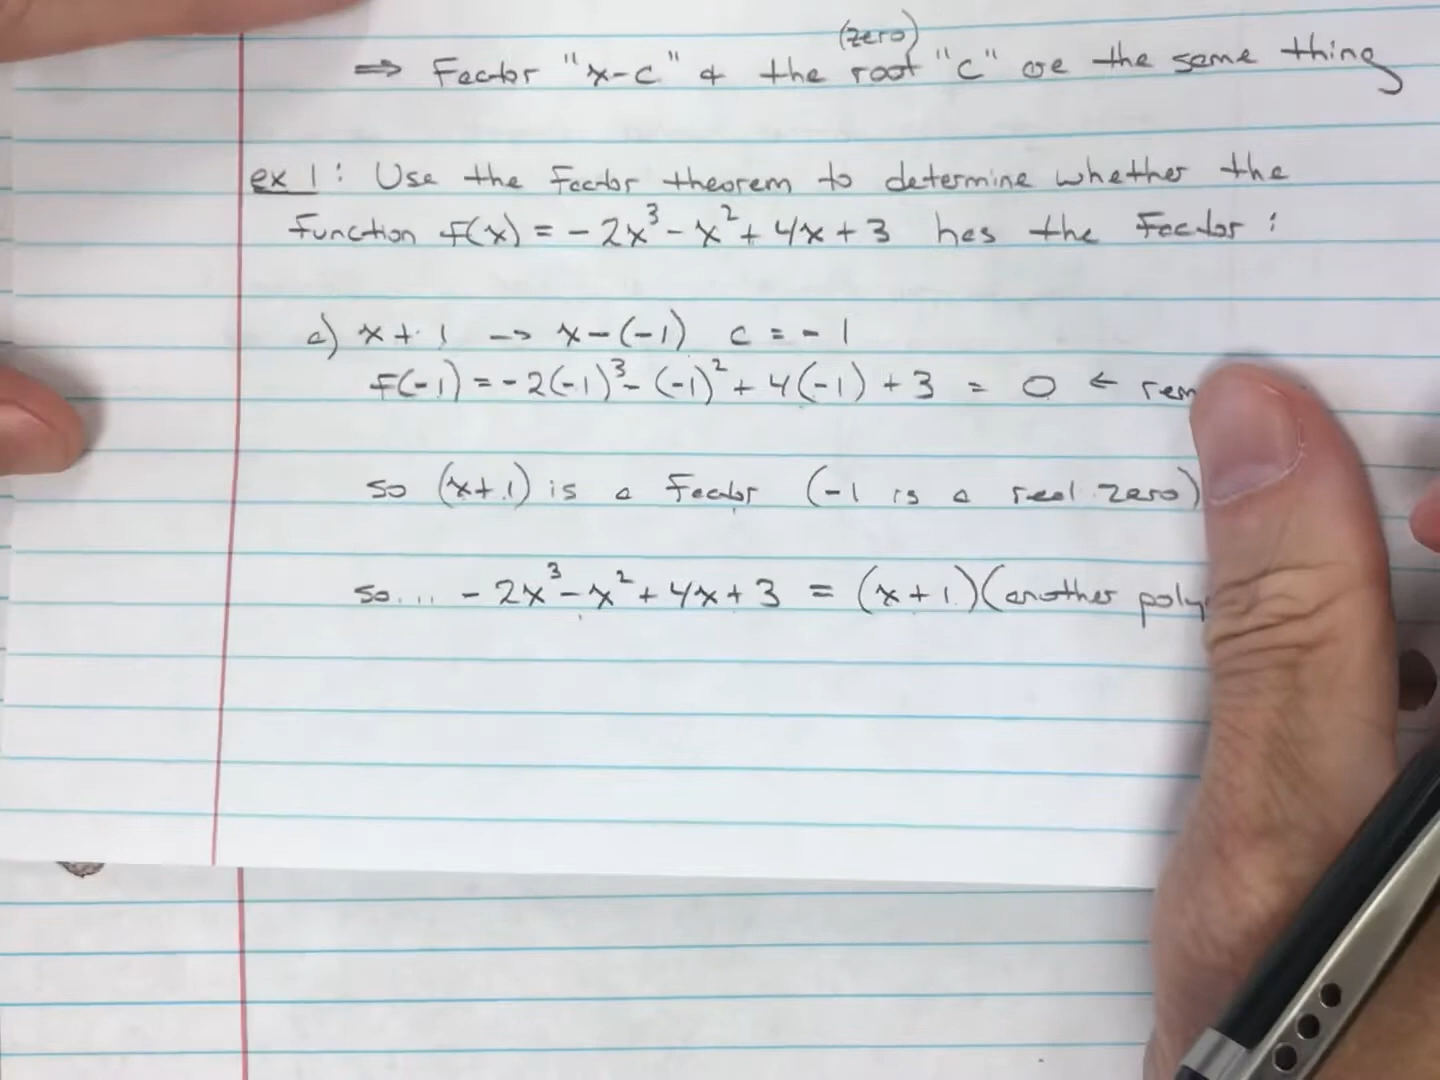 (zero)
⇒ Factor "x-c" & the root "c" are the same thing
ex 1: Use the Factor theorem to determine whether the
function f(x) = -2x³ - x² + 4x + 3 has the Factor:
a) x + 1 → x-(-1) c = -1
f(-1) = -2(-1)³ - (-1)² + 4(-1) + 3 = 0 ←
so (x+1) is a Factor (-1 is a real zero)
so.... -2x³ - x² + 4x + 3 = (x+1)(another